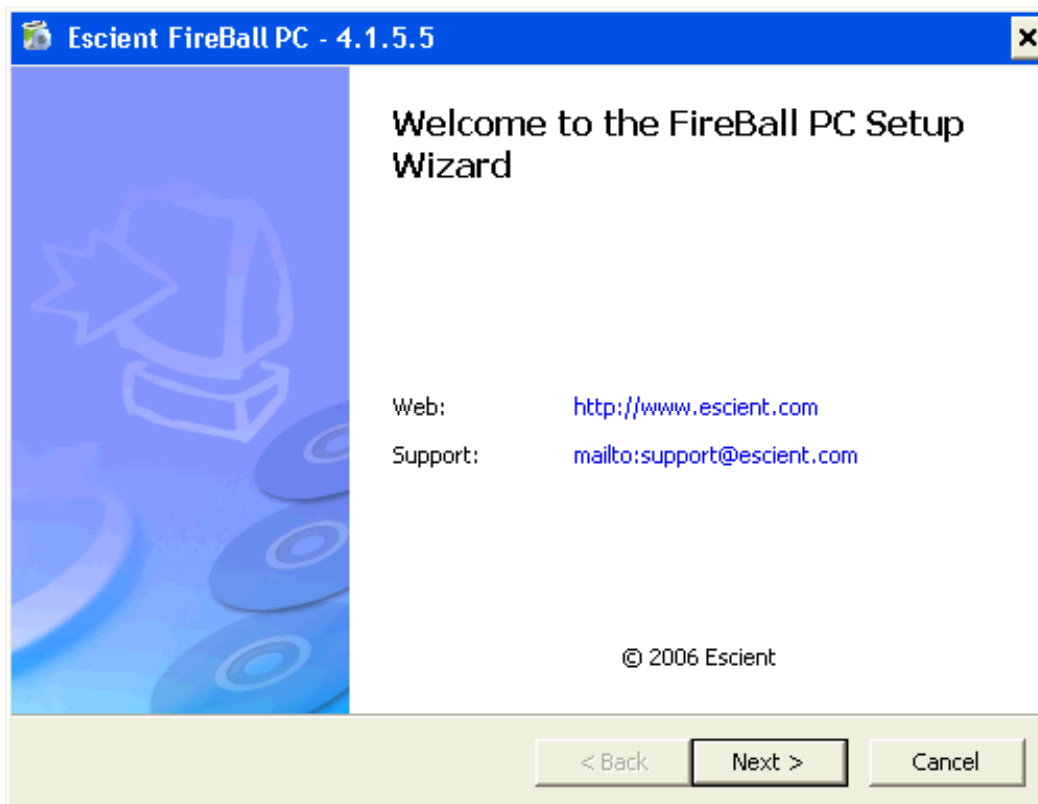 Escient FireBall PC - 4.1.5.5
Welcome to the FireBall PC Setup
Wizard
Web: http://www.escient.com
Support: mailto:support@escient.com
© 2006 Escient
< Back Next > Cancel